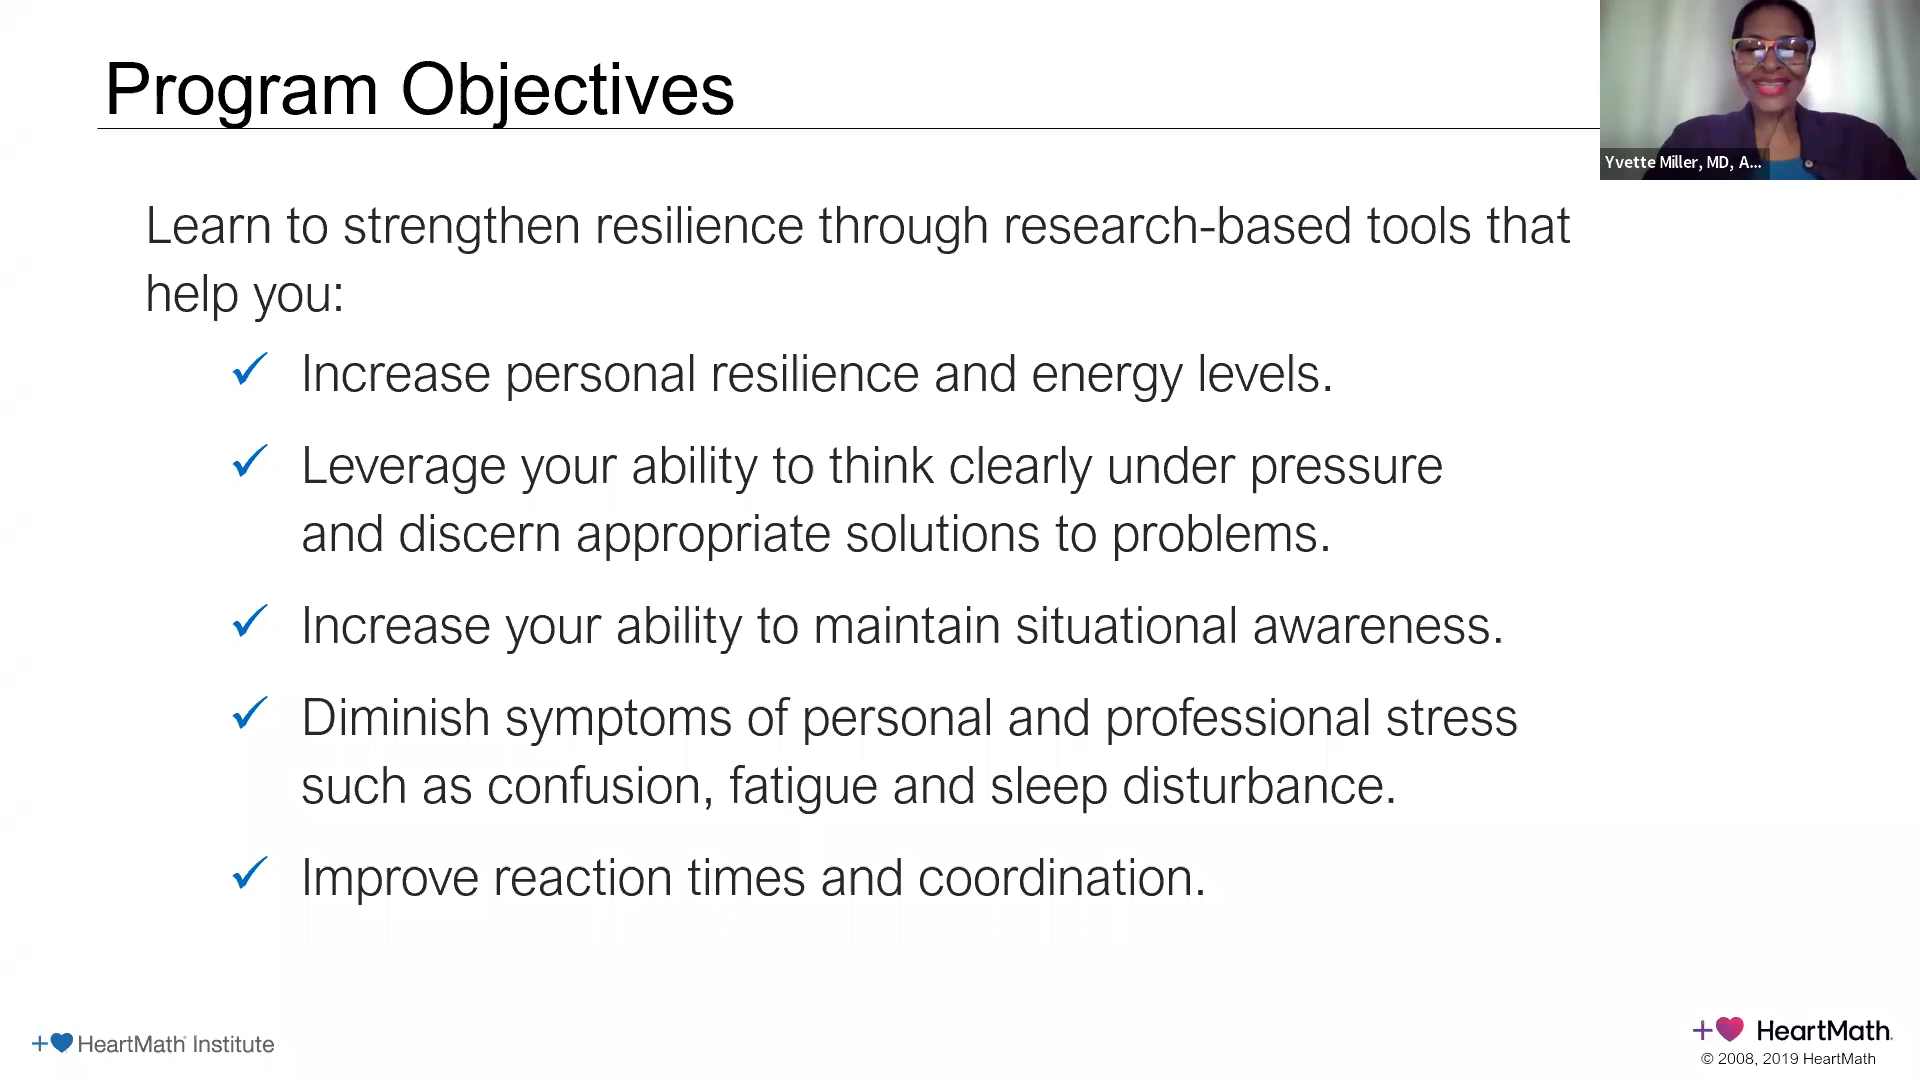 Program Objectives
Yvette Miller, MD, A...
Learn to strengthen resilience through research-based tools that
help you:
✓ Increase personal resilience and energy levels.
✓ Leverage your ability to think clearly under pressure
and discern appropriate solutions to problems.
✓ Increase your ability to maintain situational awareness.
✓ Diminish symptoms of personal and professional stress
such as confusion, fatigue and sleep disturbance.
✓ Improve reaction times and coordination.
HeartMath Institute
HeartMath.
© 2008, 2019 HeartMath